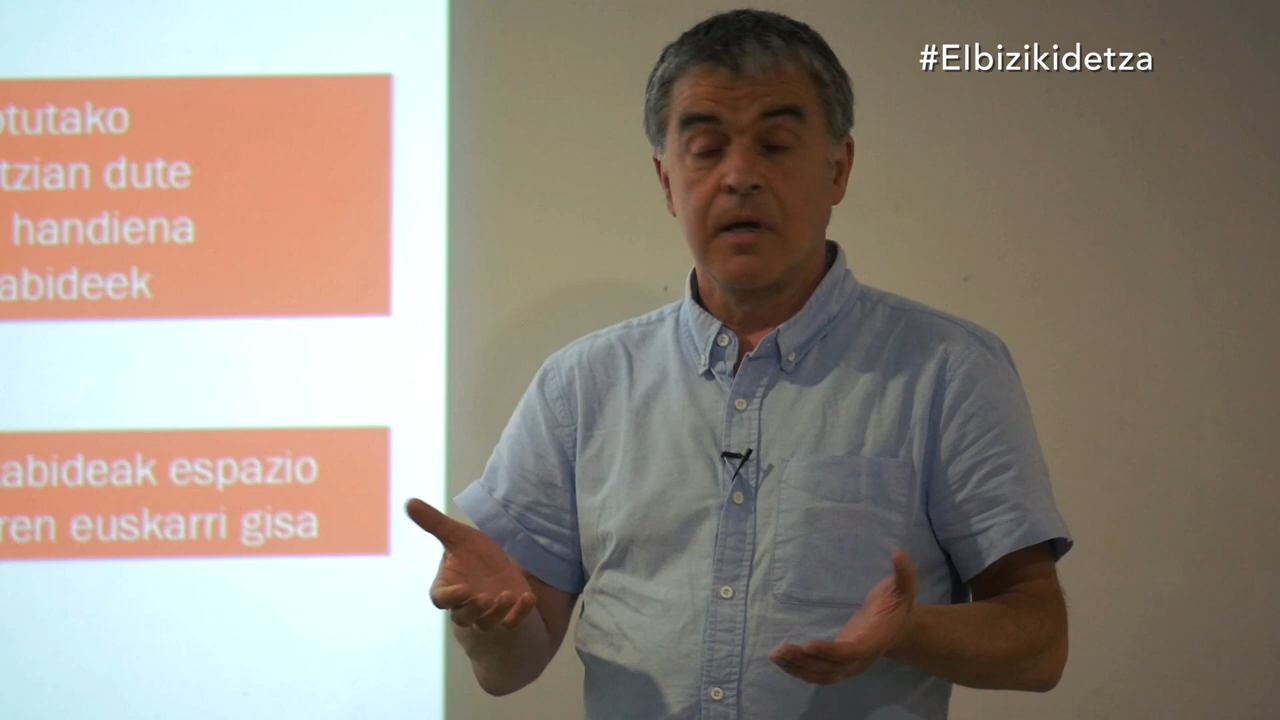 #EIbizikidetza
otutako
tzian dute
handiena
abideek
abideak espazio
ren euskarri gisa